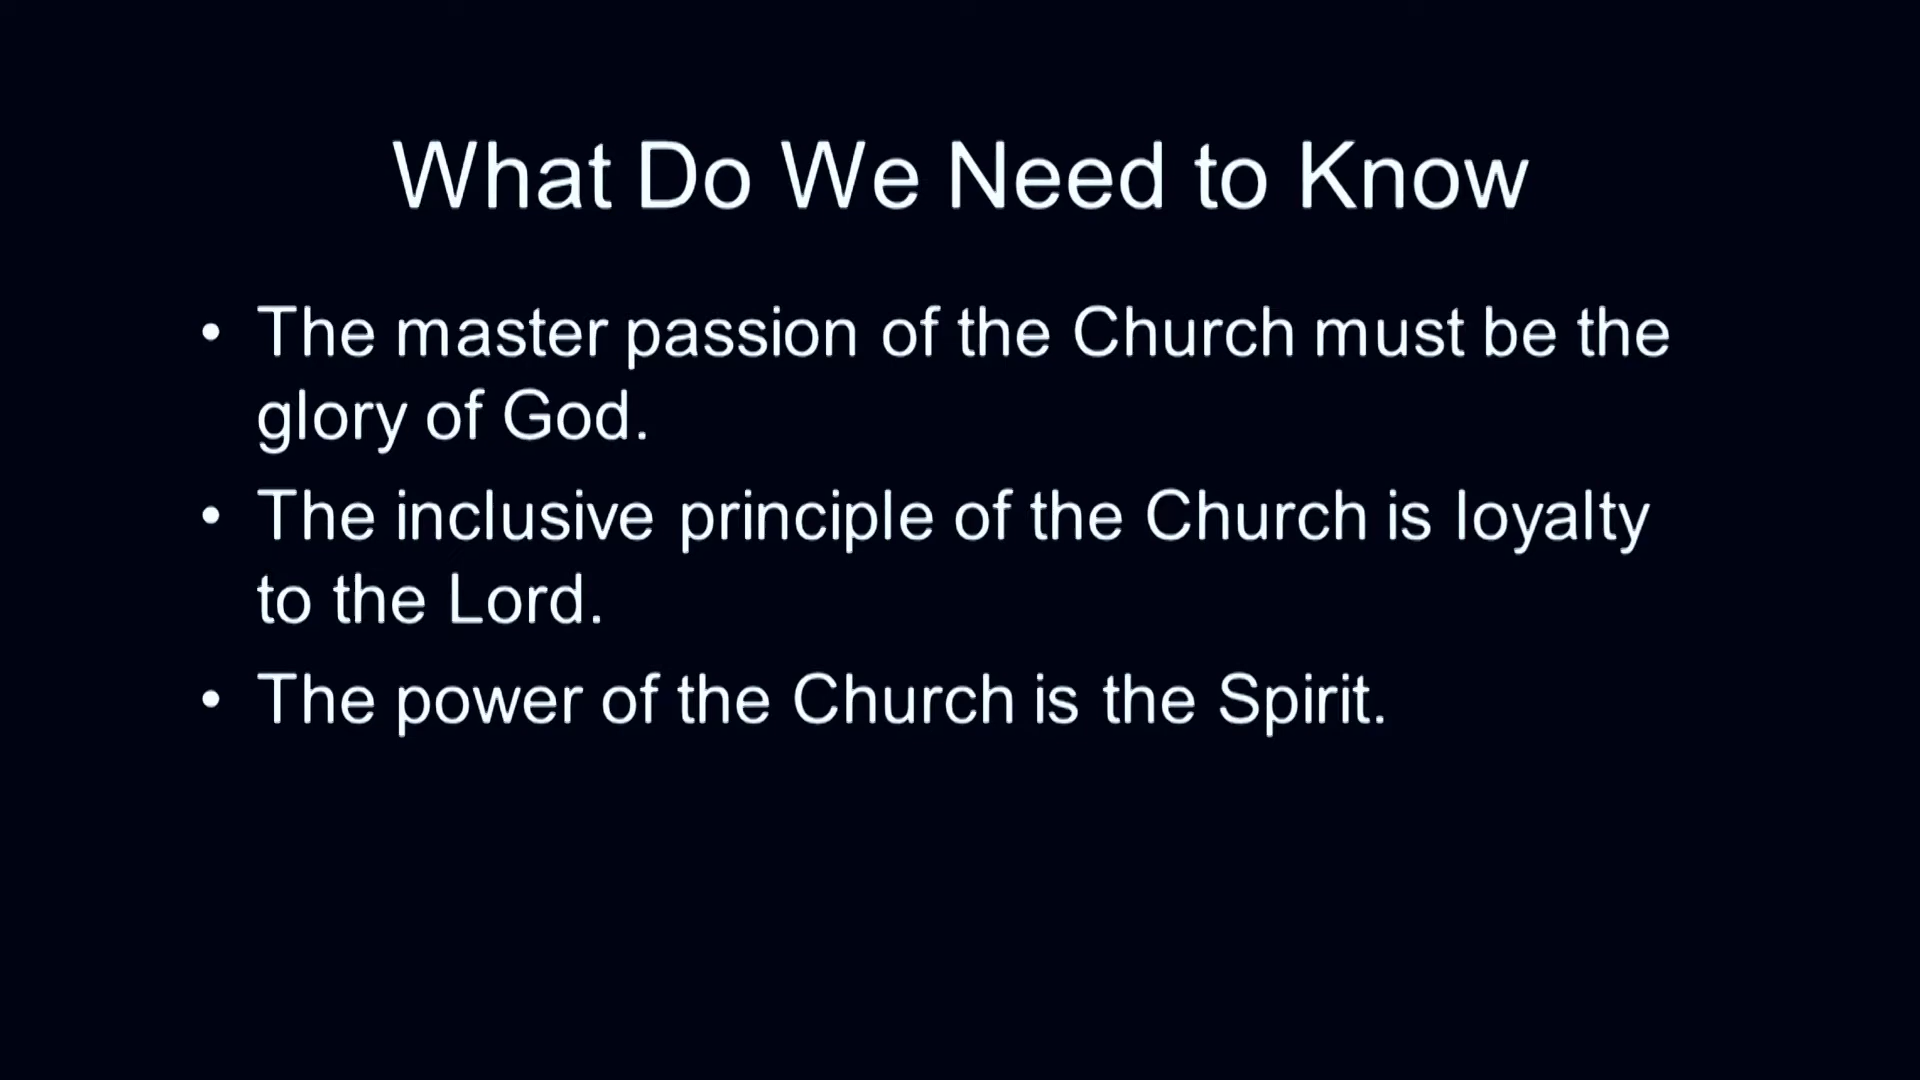 What Do We Need to Know
• The master passion of the Church must be the
glory of God.
• The inclusive principle of the Church is loyalty
to the Lord.
• The power of the Church is the Spirit.